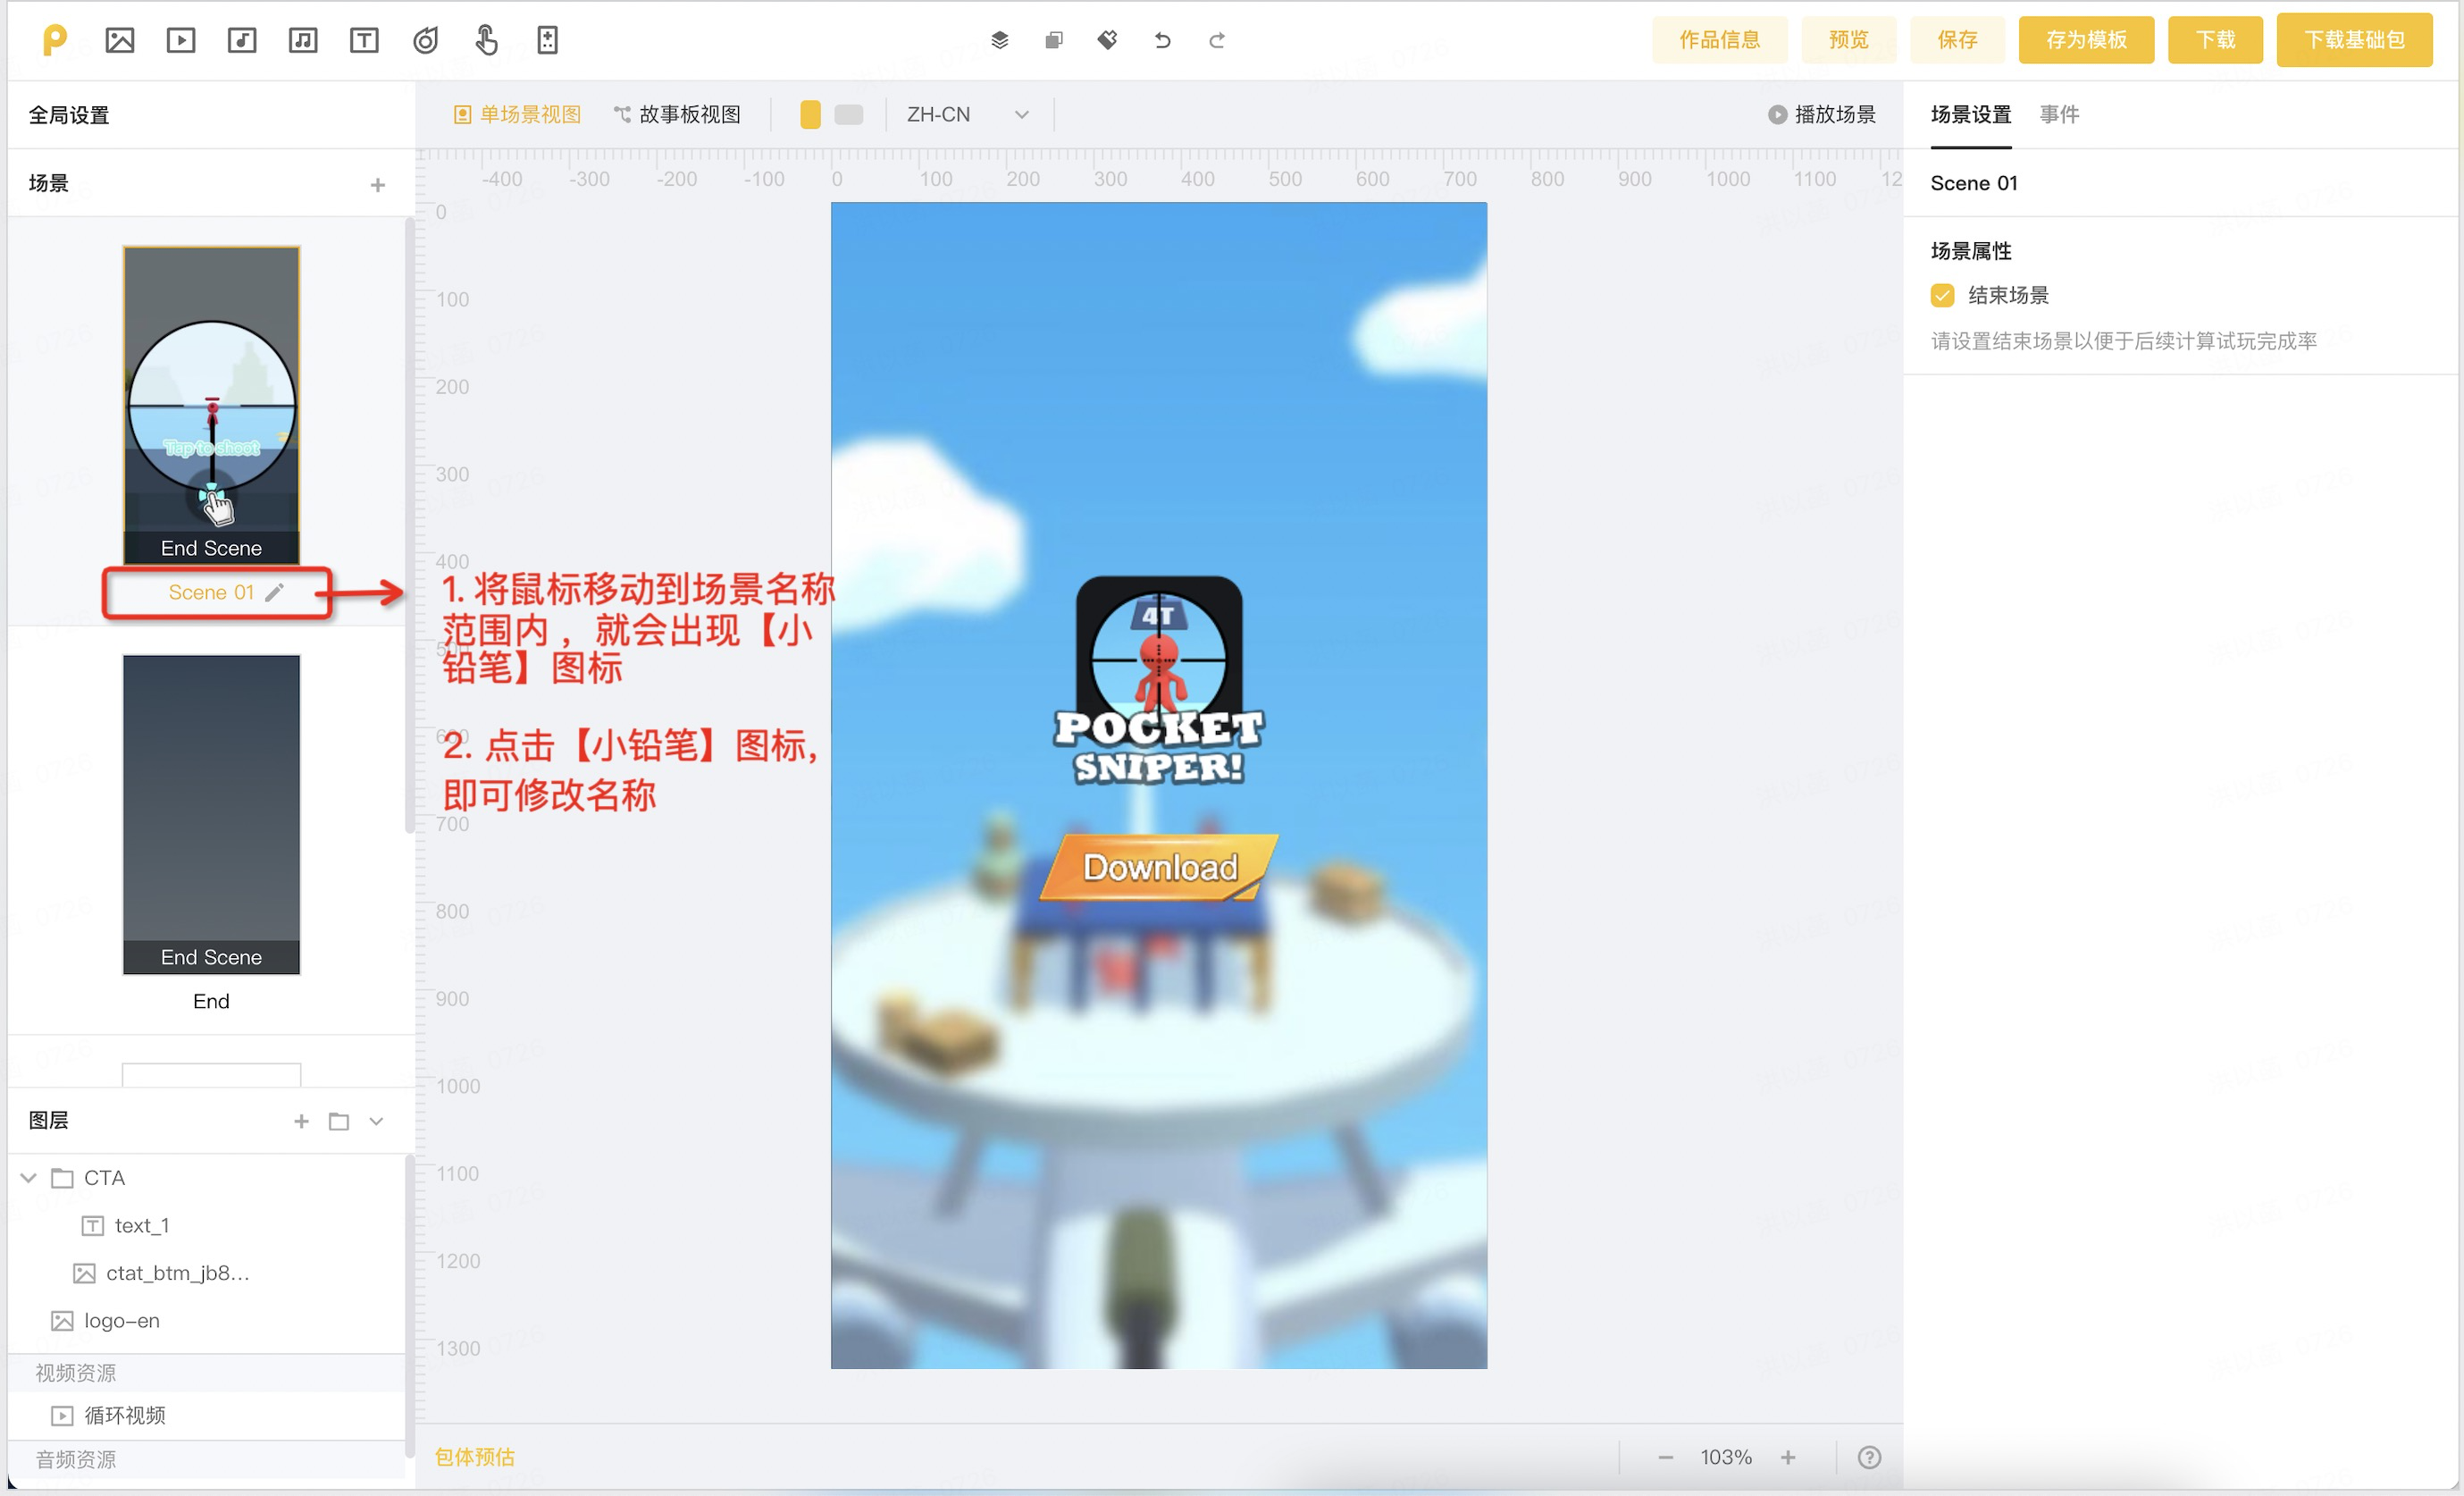 作品信息
预览
保存
存为模板
下载
下载基础包
全局设置
单场景视图
故事板视图
ZH-CN
播放场景
场景设置
事件
场景
-400 -300 -200 -100 0 100 200 300 400 500 600 700 800 900 1000 1100 12
Scene 01
场景属性
结束场景
请设置结束场景以便于后续计算试玩完成率
0
100
200
300
400
500
600
700
800
900
1000
1100
1200
1300
Tap to shoot
End Scene
Scene 01
1. 将鼠标移动到场景名称
范围内，就会出现【小
铅笔】图标
2. 点击【小铅笔】图标,
即可修改名称
4T
POCKET
SNIPER!
Download
End Scene
End
图层
CTA
text_1
ctat_btm_jb8...
logo-en
视频资源
循环视频
音频资源
包体预估
103%